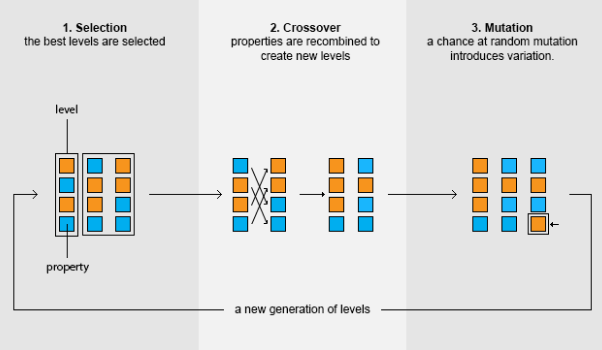 1. Selection
the best levels are selected
2. Crossover
properties are recombined to
create new levels
3. Mutation
a chance at random mutation
introduces variation.
level
property
a new generation of levels